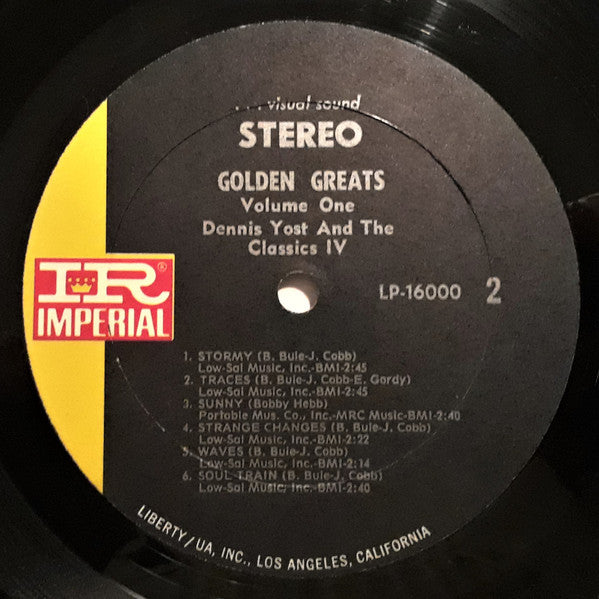 visual sound
STEREO
GOLDEN GREATS
Volume One
Dennis Yost And The
Classics IV
LP-16000 2
IR®
IMPERIAL
1. STORMY (B. Buie-J. Cobb)
Low-Sal Music, Inc.-BMI-2:45
2. TRACES (B. Buie-J. Cobb-E. Gordy)
Low-Sal Music, Inc.-BMI-2:45
3. SUNNY (Bobby Hebb)
Portable Mus. Co., Inc.-MRC Music-BMI-2:40
4. STRANGE CHANGES (B. Buie-J. Cobb)
Low-Sal Music, Inc.-BMI-2:22
5. WAVES (B. Buie-J. Cobb)
Low-Sal Music, Inc.-BMI-2:14
6. SOUL TRAIN (B. Buie-J. Cobb)
Low-Sal Music, Inc. BMI-2:40
LIBERTY/UA, INC., LOS ANGELES, CALIFORNIA